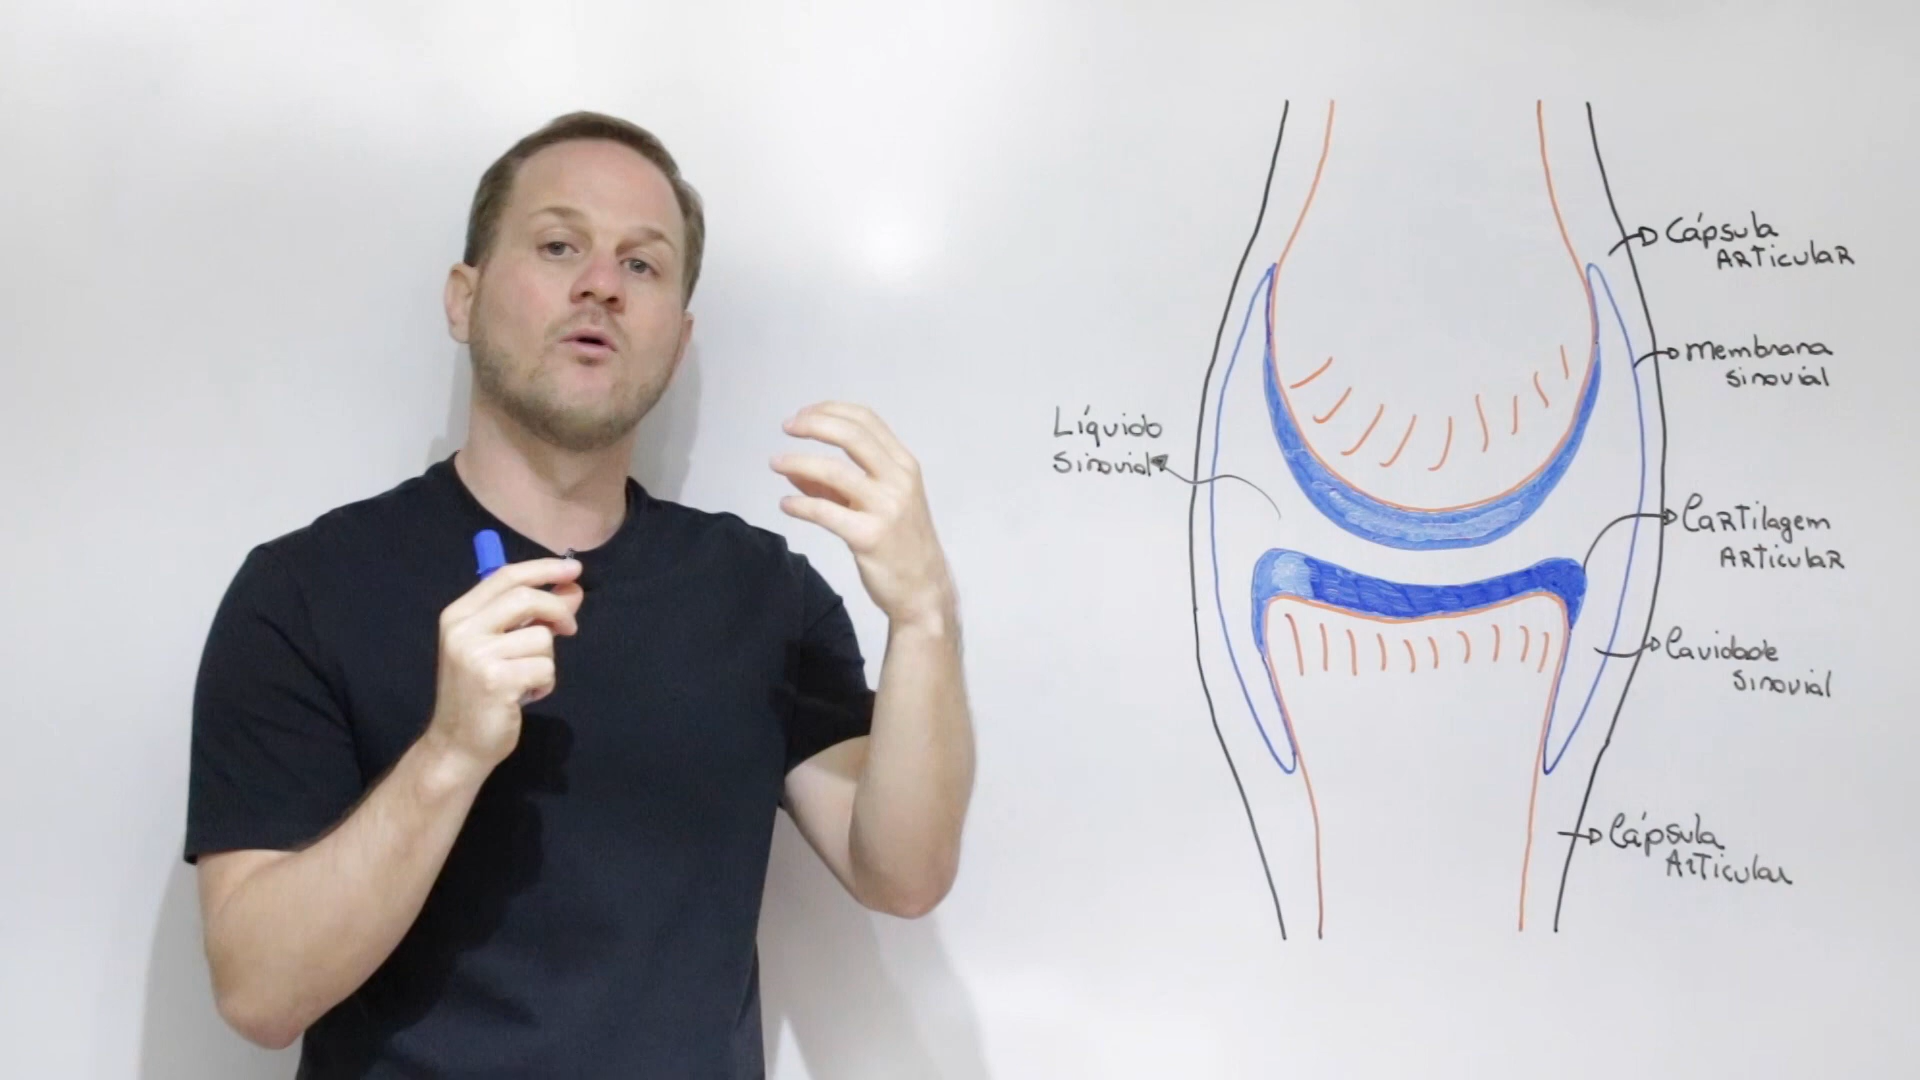 Cápsula
Articular
Membrana
Sinovial
Líquido
Sinovial
Cartilagem
Articular
Cavidade
Sinovial
Cápsula
Articular